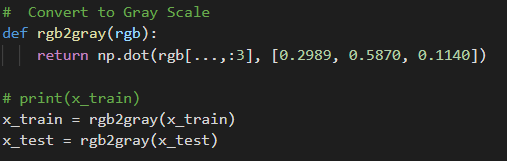 #  Convert to Gray Scale
def rgb2gray(rgb):
    return np.dot(rgb[...,:3], [0.2989, 0.5870, 0.1140])

# print(x_train)
x_train = rgb2gray(x_train)
x_test = rgb2gray(x_test)